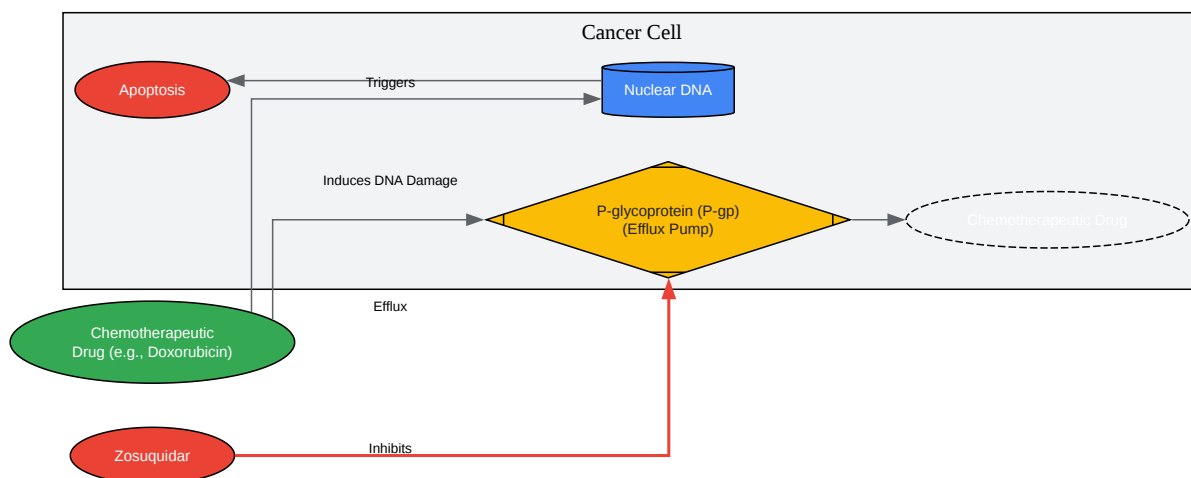 Cancer Cell
Apoptosis
Triggers
Nuclear DNA
Induces DNA Damage
P-glycoprotein (P-gp)
(Efflux Pump)
Chemotherapeutic Drug
Efflux
Chemotherapeutic
Drug (e.g., Doxorubicin)
Zosuquidar
Inhibits